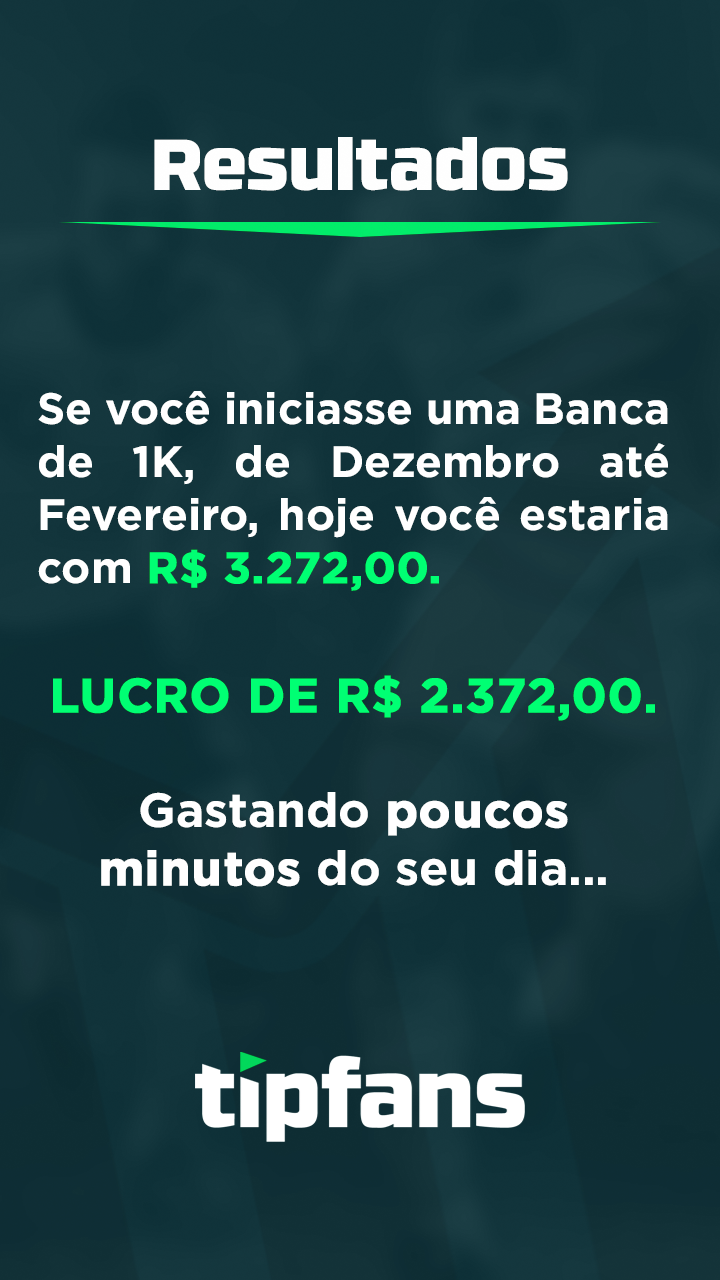 Resultados
Se você iniciasse uma Banca
de 1K, de Dezembro até
Fevereiro, hoje você estaria
com R$ 3.272,00.
LUCRO DE R$ 2.372,00.
Gastando poucos
minutos do seu dia...
tipfans